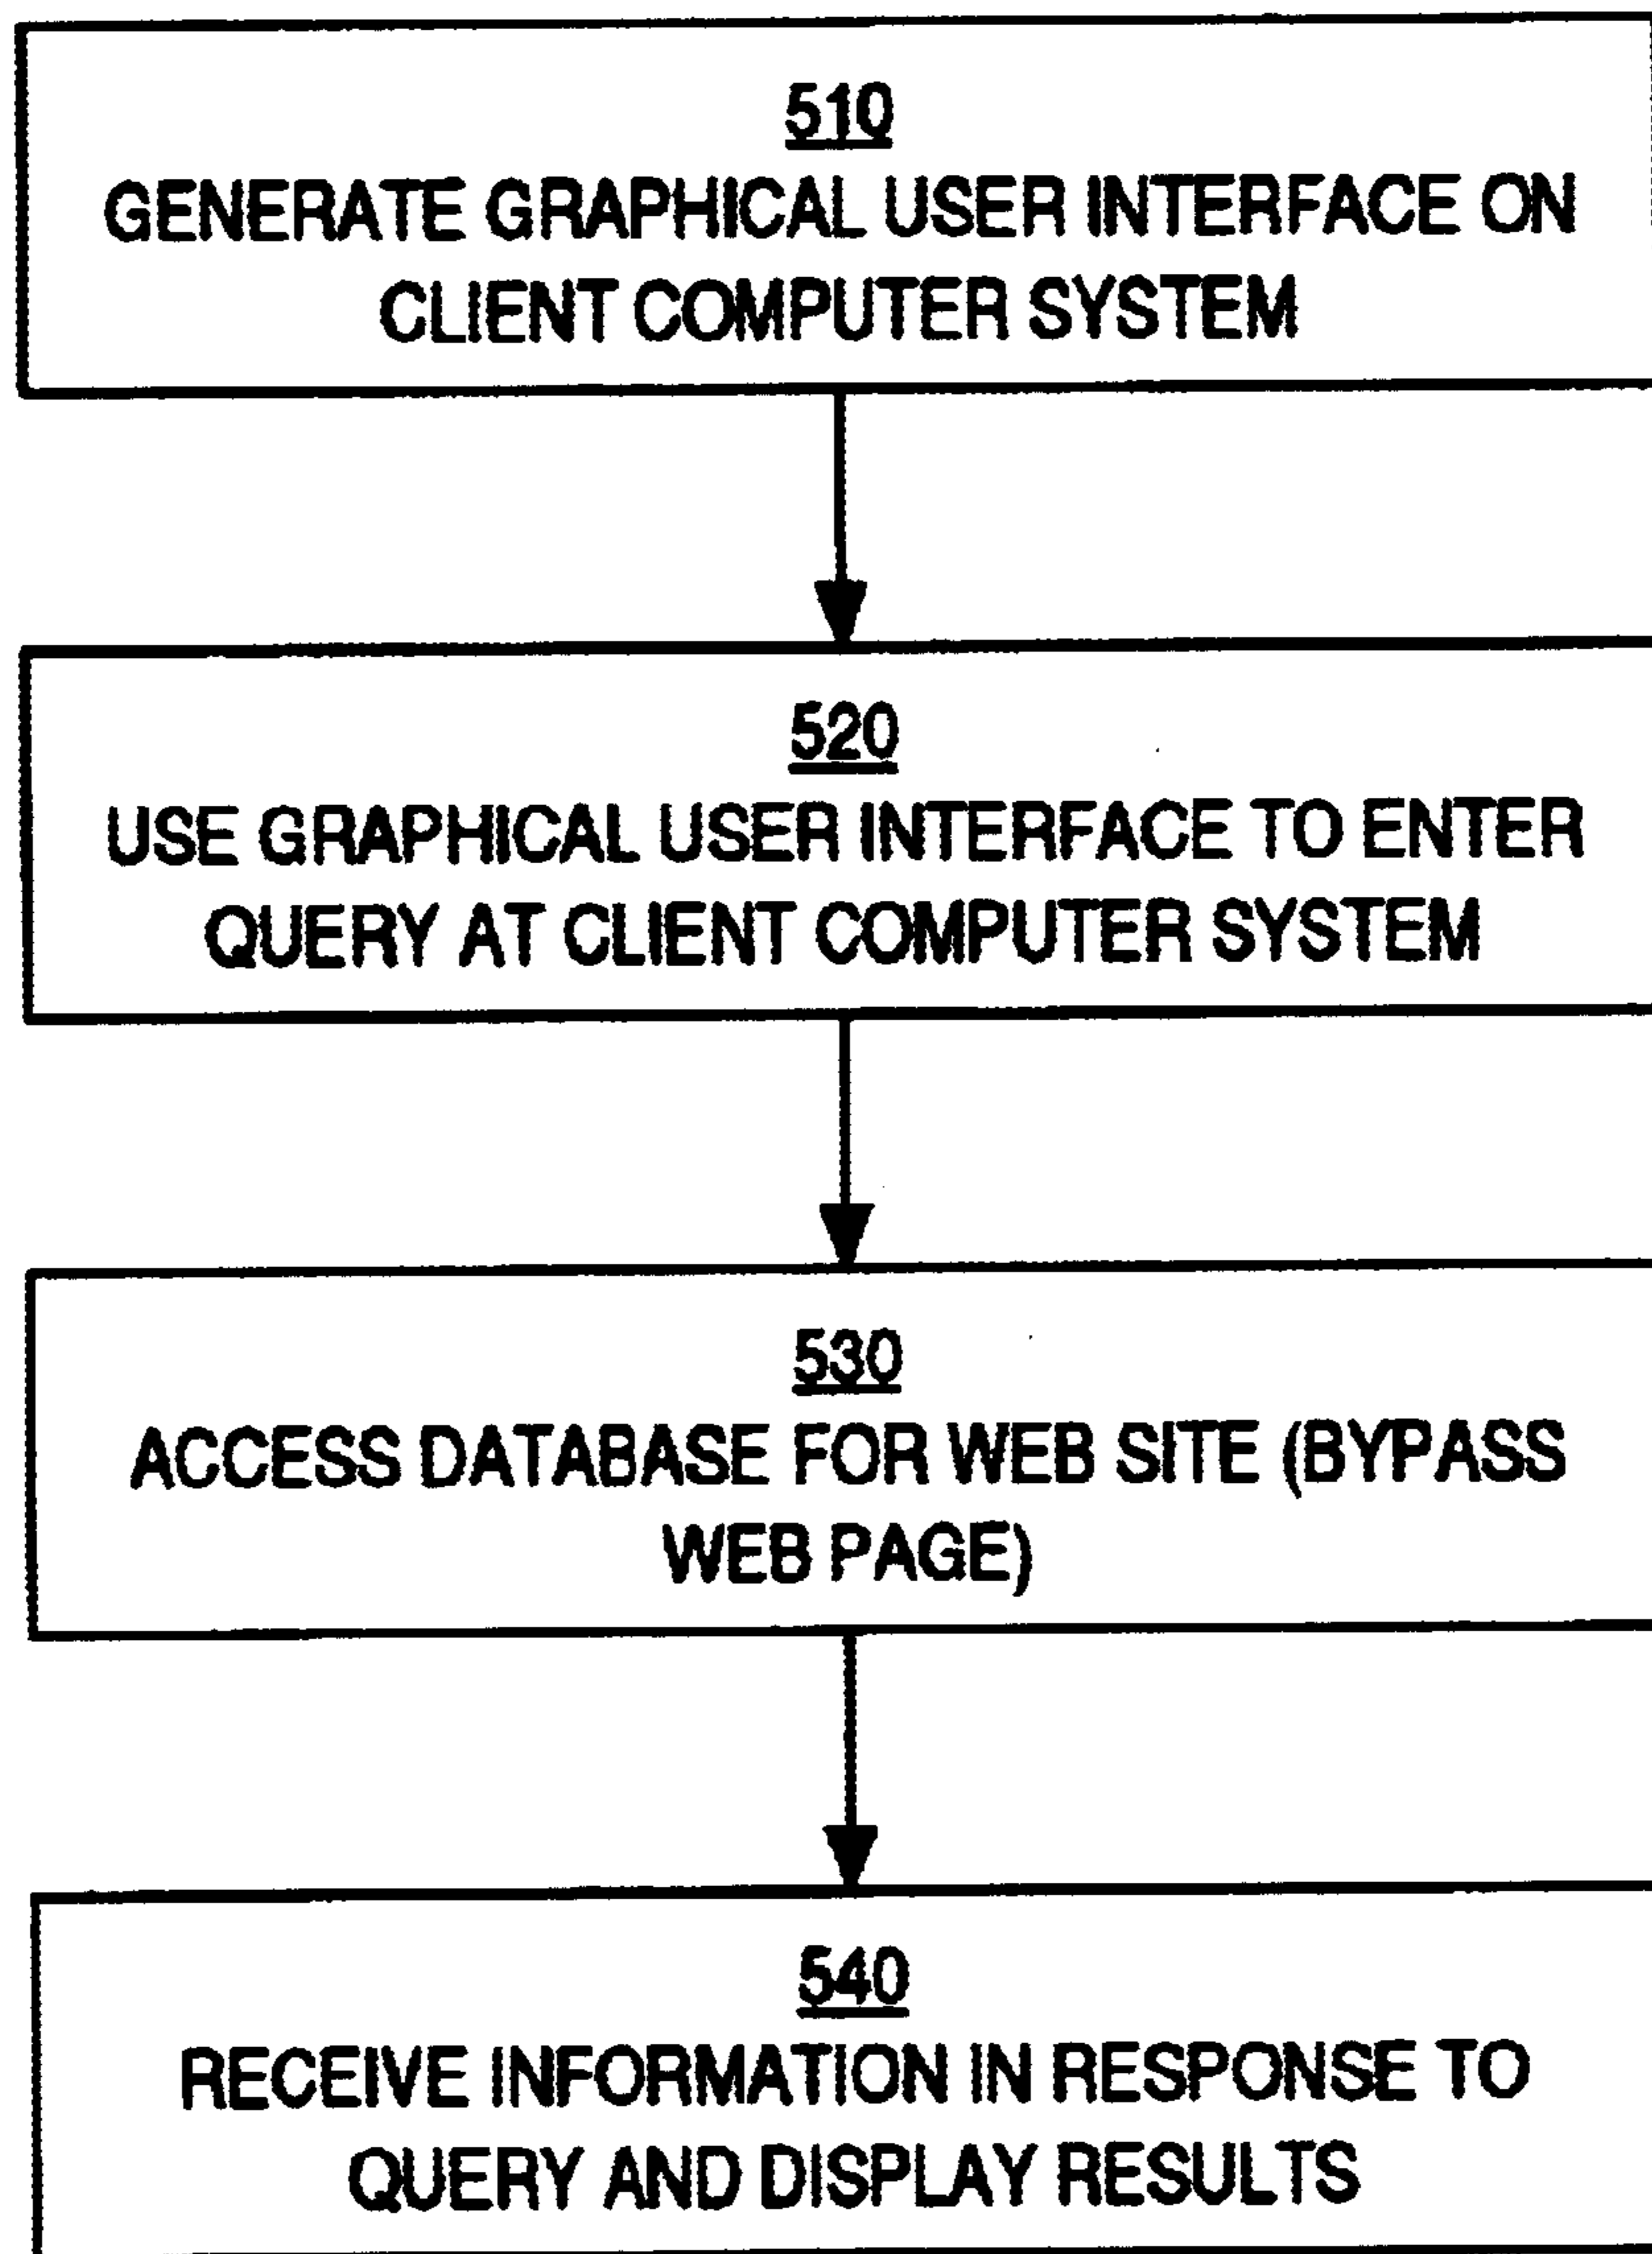 510
GENERATE GRAPHICAL USER INTERFACE ON
CLIENT COMPUTER SYSTEM
520
USE GRAPHICAL USER INTERFACE TO ENTER
QUERY AT CLIENT COMPUTER SYSTEM
530
ACCESS DATABASE FOR WEB SITE (BYPASS
WEB PAGE)
540
RECEIVE INFORMATION IN RESPONSE TO
QUERY AND DISPLAY RESULTS